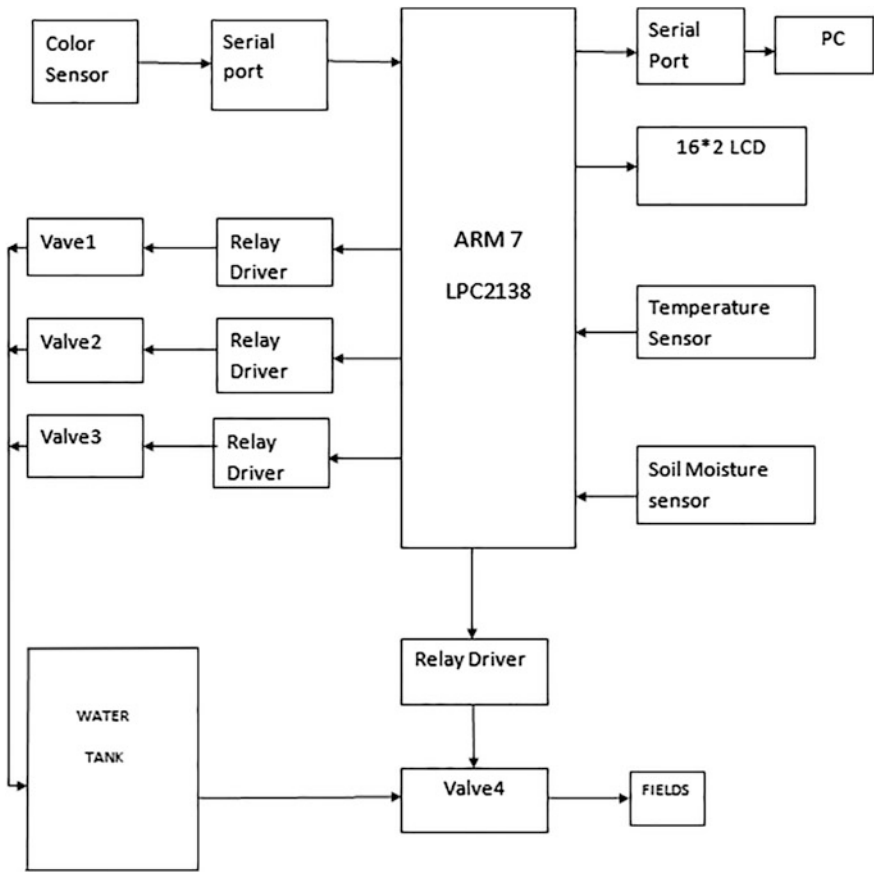 Color
Sensor
Serial
port
Serial
Port
PC
16*2 LCD
ARM 7
LPC2138
Vave1
Relay
Driver
Valve2
Relay
Driver
Temperature
Sensor
Valve3
Relay
Driver
Soil Moisture
sensor
Relay Driver
WATER
TANK
Valve4
FIELDS